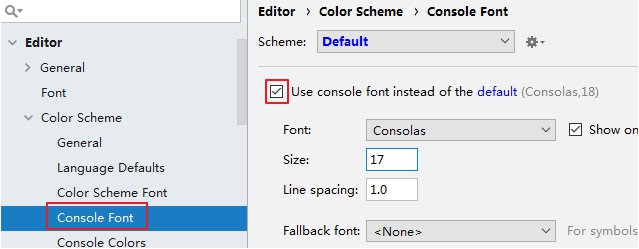 Editor
General
Font
Color Scheme
General
Language Defaults
Color Scheme Font
Console Font
Console Colors
Editor › Color Scheme › Console Font
Scheme: Default
Use console font instead of the default (Consolas,18)
Font: Consolas Show on
Size: 17
Line spacing: 1.0
Fallback font: <None> For symbols